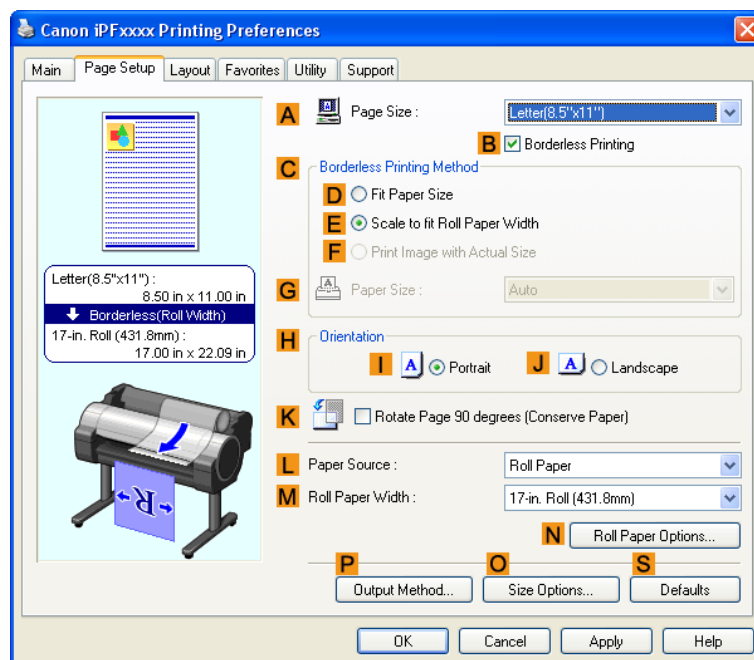 Canon iPFxxxx Printing Preferences
Main Page Setup Layout Favorites Utility Support
A Page Size : Letter(8.5"x11")
B Borderless Printing
C Borderless Printing Method
D Fit Paper Size
E Scale to fit Roll Paper Width
F Print Image with Actual Size
G Paper Size : Auto
Letter(8.5"x11") :
8.50 in x 11.00 in
Borderless(Roll Width)
17-in. Roll (431.8mm) :
17.00 in x 22.09 in
H Orientation
I A Portrait J A Landscape
K Rotate Page 90 degrees (Conserve Paper)
R
L Paper Source : Roll Paper
M Roll Paper Width : 17-in. Roll (431.8mm)
N Roll Paper Options...
P O S
Output Method... Size Options... Defaults
OK Cancel Apply Help